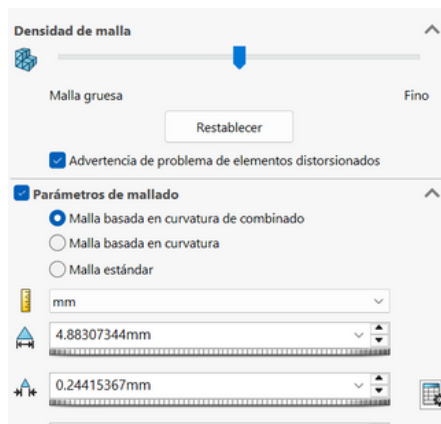 Densidad de malla
Malla gruesa Fino
Restablecer
Advertencia de problema de elementos distorsionados
Parámetros de mallado
Malla basada en curvatura de combinado
Malla basada en curvatura
Malla estándar
mm
4.88307344mm
0.24415367mm